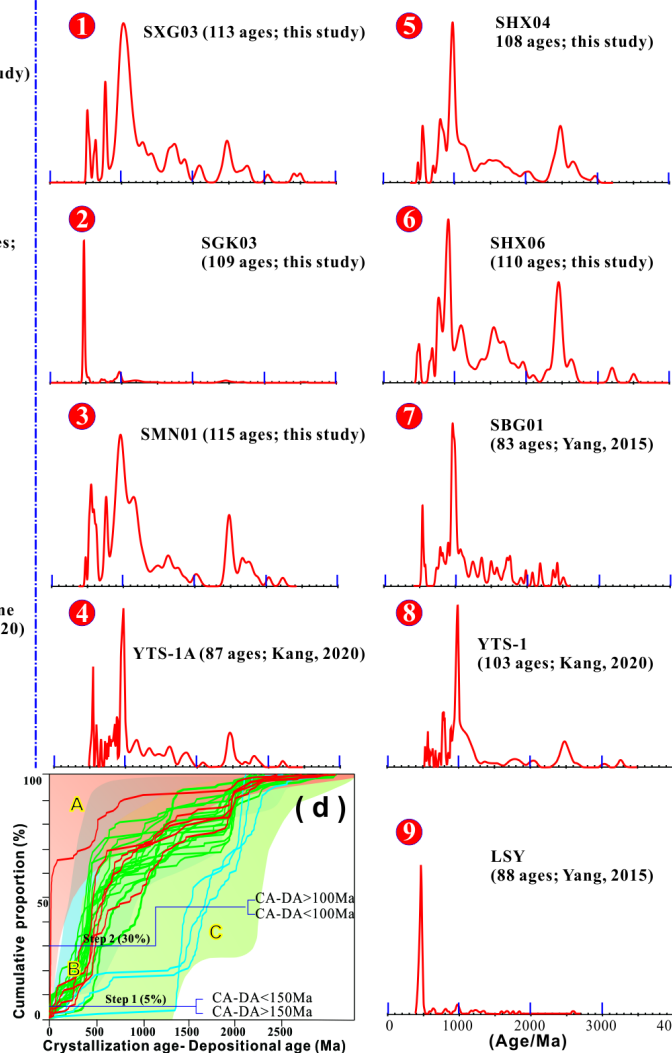 1
SXG03 (113 ages; this study)
5
SHX04
108 ages; this study)
2
SGK03
(109 ages; this study)
6
SHX06
(110 ages; this study)
3
SMN01 (115 ages; this study)
7
SBG01
(83 ages; Yang, 2015)
4
YTS-1A (87 ages; Kang, 2020)
8
YTS-1
(103 ages; Kang, 2020)
9
LSY
(88 ages; Yang, 2015)
0 1000 2000 3000 40
(Age/Ma)
(d)
A
B
C
Step 2 (30%)
CA-DA>100Ma
CA-DA<100Ma
Step 1 (5%)
CA-DA<150Ma
CA-DA>150Ma
100
50
0
Cumulative proportion (%)
0 500 1000 1500 2000 2500
Crystallization age- Depositional age (Ma)
udy)
es;
ne
20)